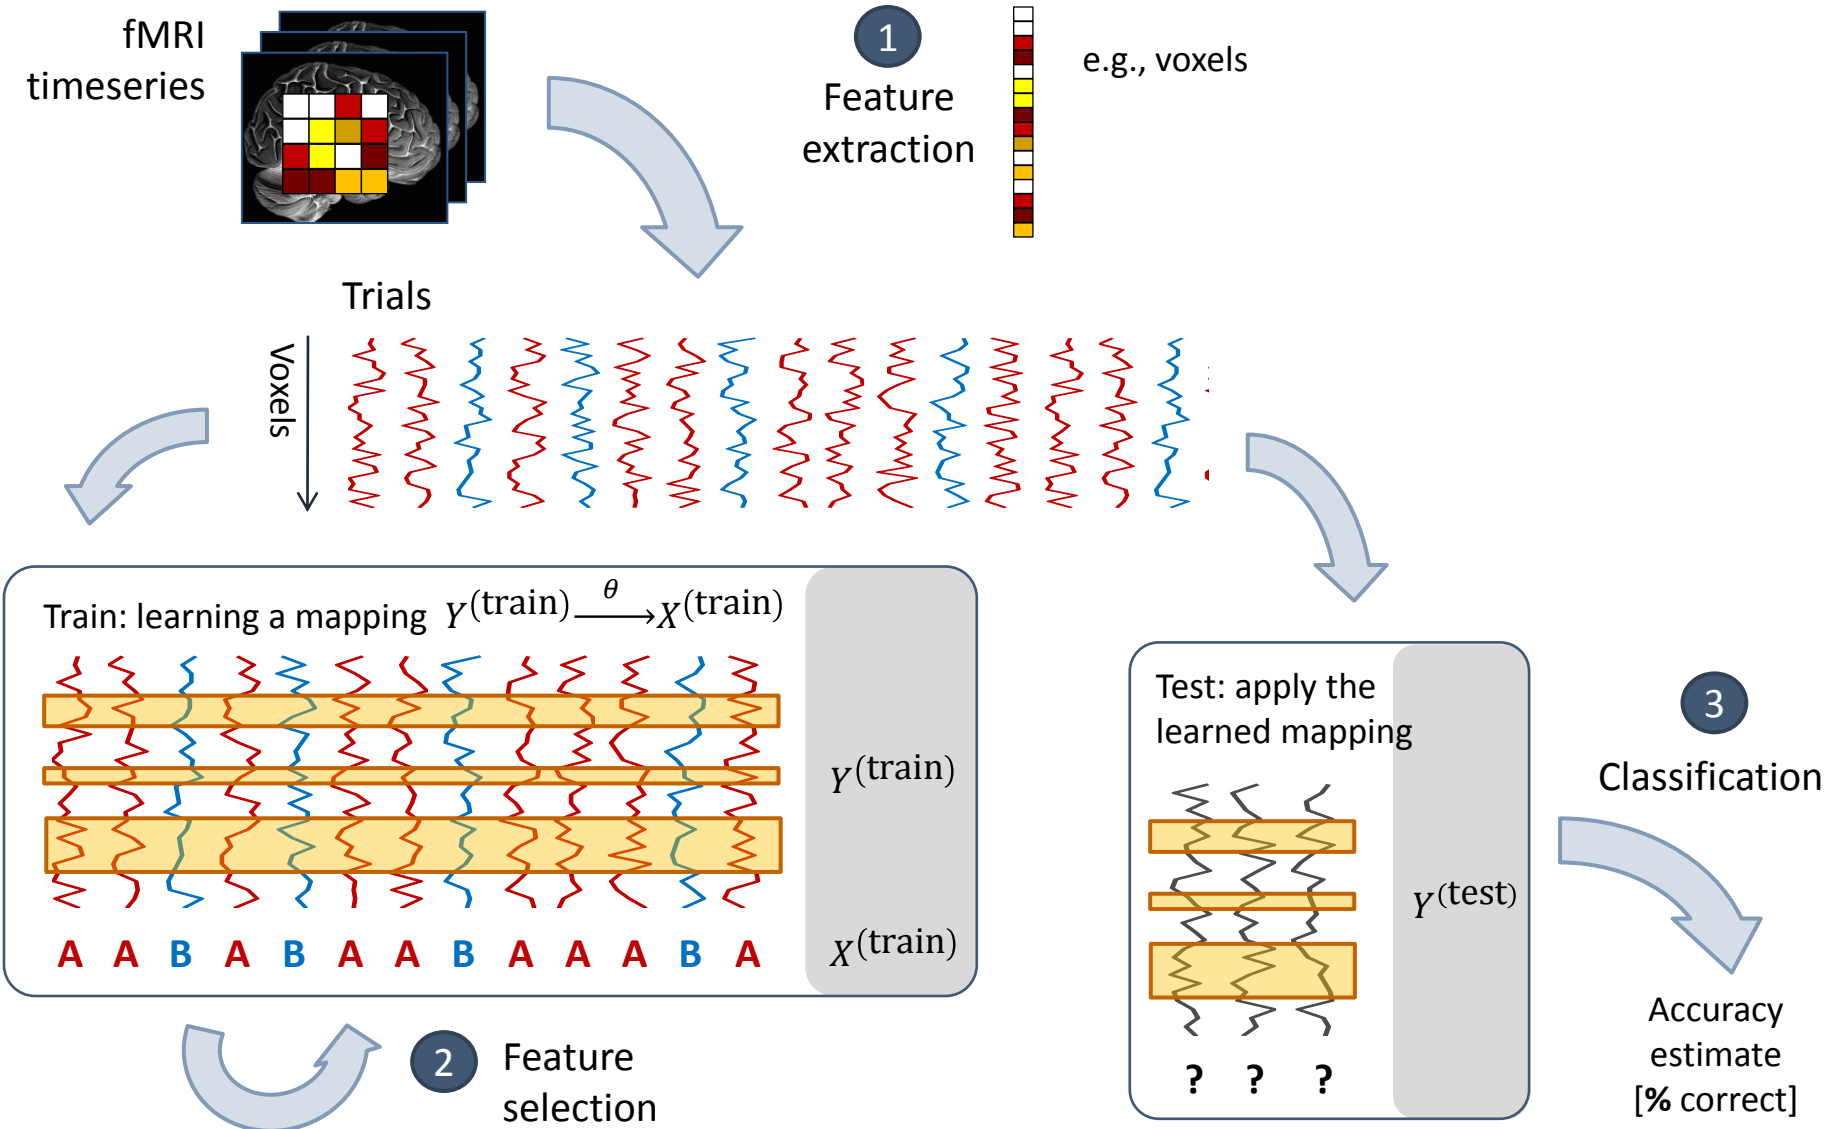 fMRI
timeseries
1
Feature
extraction
e.g., voxels
Trials
Voxels
Train: learning a mapping Y(train) θ⟶ X(train)
Y(train)
A A B A B A A B A A A B A
X(train)
2
Feature
selection
Test: apply the
learned mapping
Y(test)
? ? ?
3
Classification
Accuracy
estimate
[% correct]